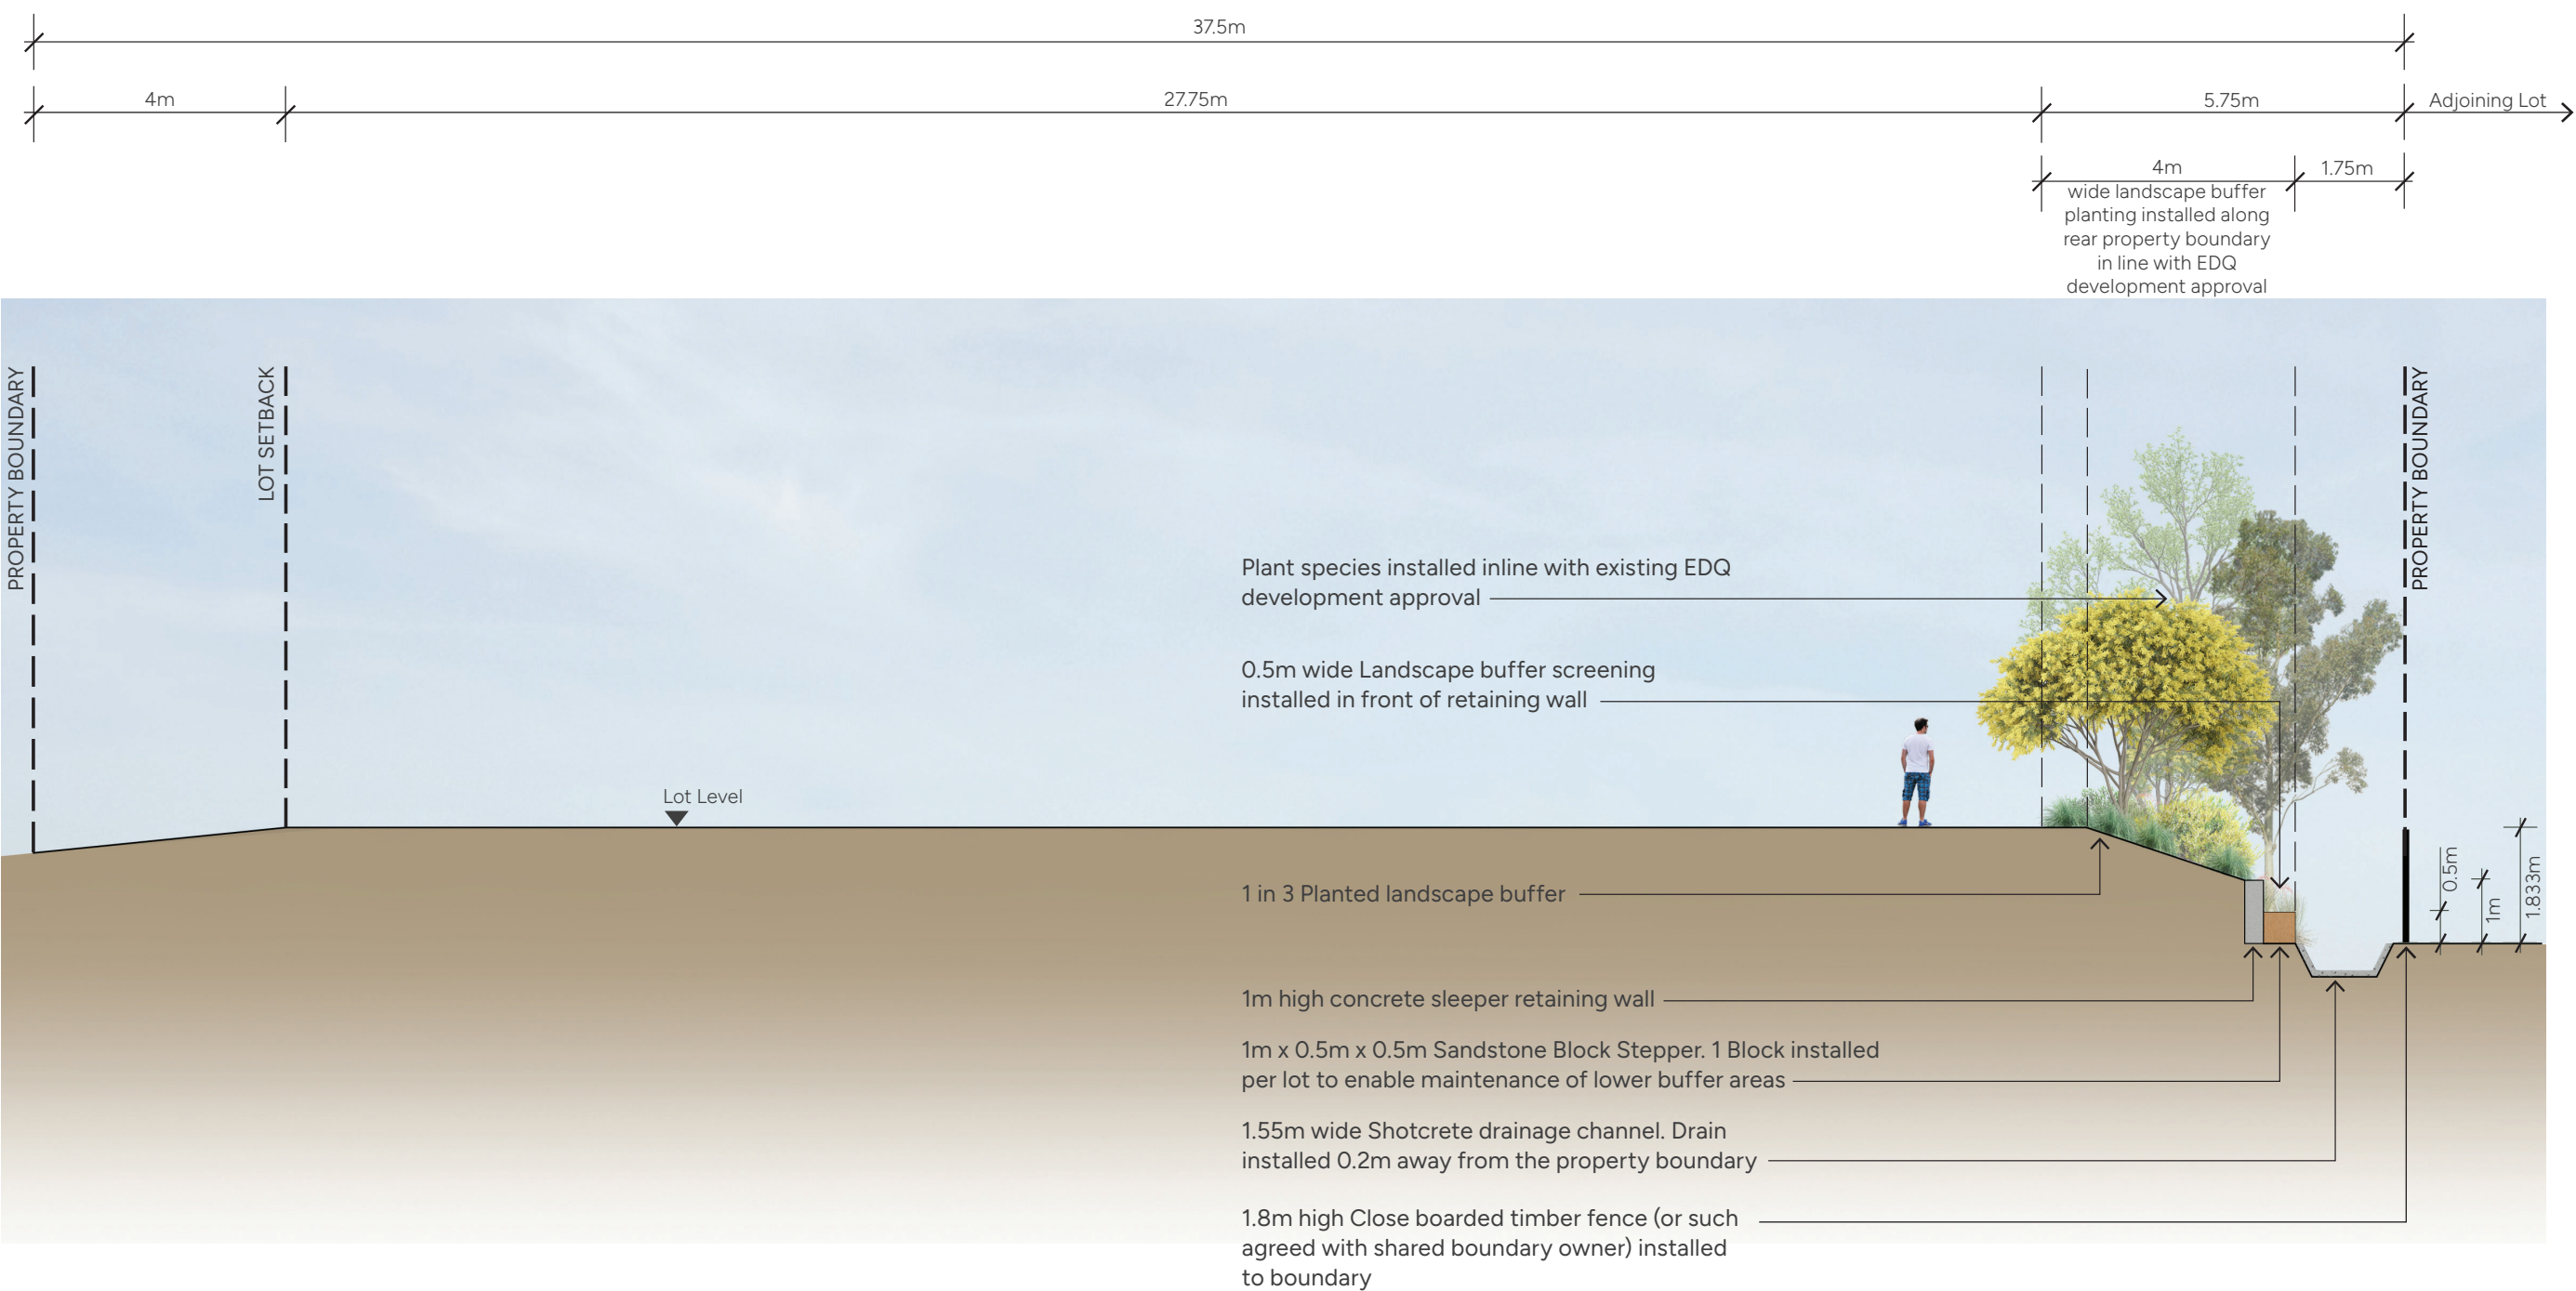 37.5m
4m
27.75m
5.75m
Adjoining Lot
4m
1.75m
wide landscape buffer
planting installed along
rear property boundary
in line with EDQ
development approval
PROPERTY BOUNDARY
LOT SETBACK
PROPERTY BOUNDARY
Plant species installed inline with existing EDQ
development approval
0.5m wide Landscape buffer screening
installed in front of retaining wall
Lot Level
1 in 3 Planted landscape buffer
0.5m
1m
1.833m
1m high concrete sleeper retaining wall
1m x 0.5m x 0.5m Sandstone Block Stepper. 1 Block installed
per lot to enable maintenance of lower buffer areas
1.55m wide Shotcrete drainage channel. Drain
installed 0.2m away from the property boundary
1.8m high Close boarded timber fence (or such
agreed with shared boundary owner) installed
to boundary